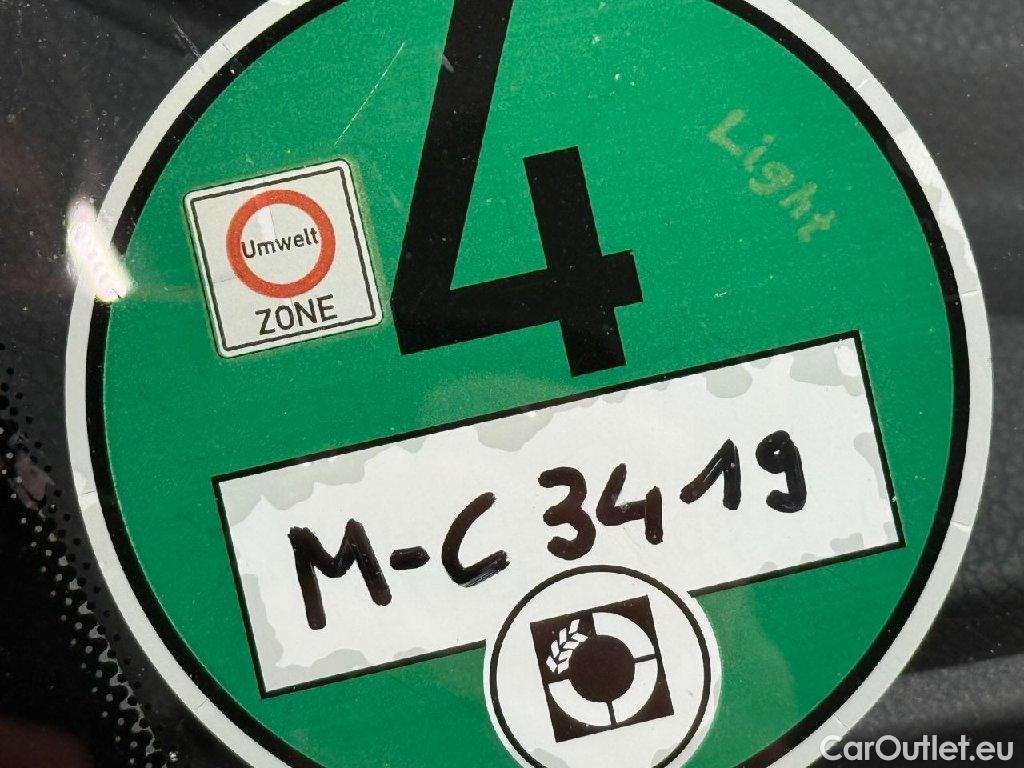 4
Light
Umwelt
ZONE
M-C 3419
CarOutlet.eu